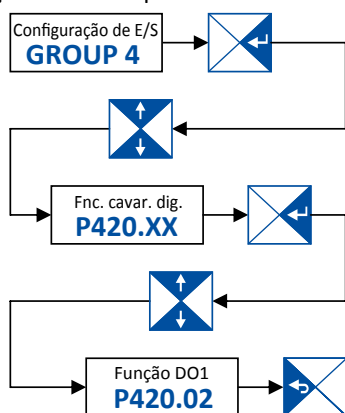 Configuração de E/S
GROUP 4
Fnc. cavar. dig.
P420.XX
Função DO1
P420.02